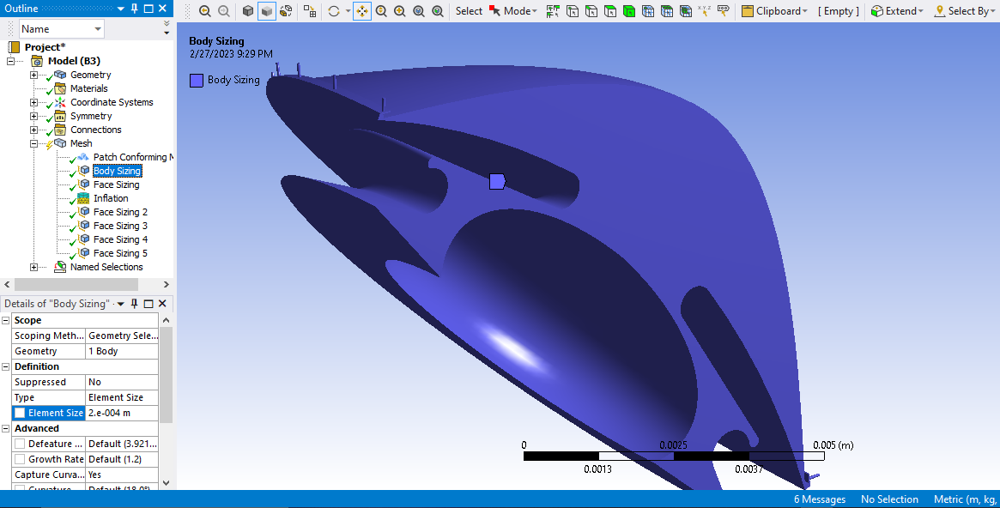 Outline
Select Mode Clipboard [ Empty ] Extend Select By
Name
Project*
Model (B3)
Geometry
Materials
Coordinate Systems
Symmetry
Connections
Mesh
Patch Conforming M
Body Sizing
Face Sizing
Inflation
Face Sizing 2
Face Sizing 3
Face Sizing 4
Face Sizing 5
Named Selections
Details of "Body Sizing"
Scope
Scoping Meth... Geometry Sele...
Geometry 1 Body
Definition
Suppressed No
Type Element Size
Element Size 2.e-004 m
Advanced
Defeature ... Default (3.921...
Growth Rate Default (1.2)
Capture Curva... Yes
Curvature Default (18.0°)
Body Sizing
2/27/2023 9:29 PM
Body Sizing
0 0.0025 0.005 (m)
0.0013 0.0037
6 Messages No Selection Metric (m, kg,